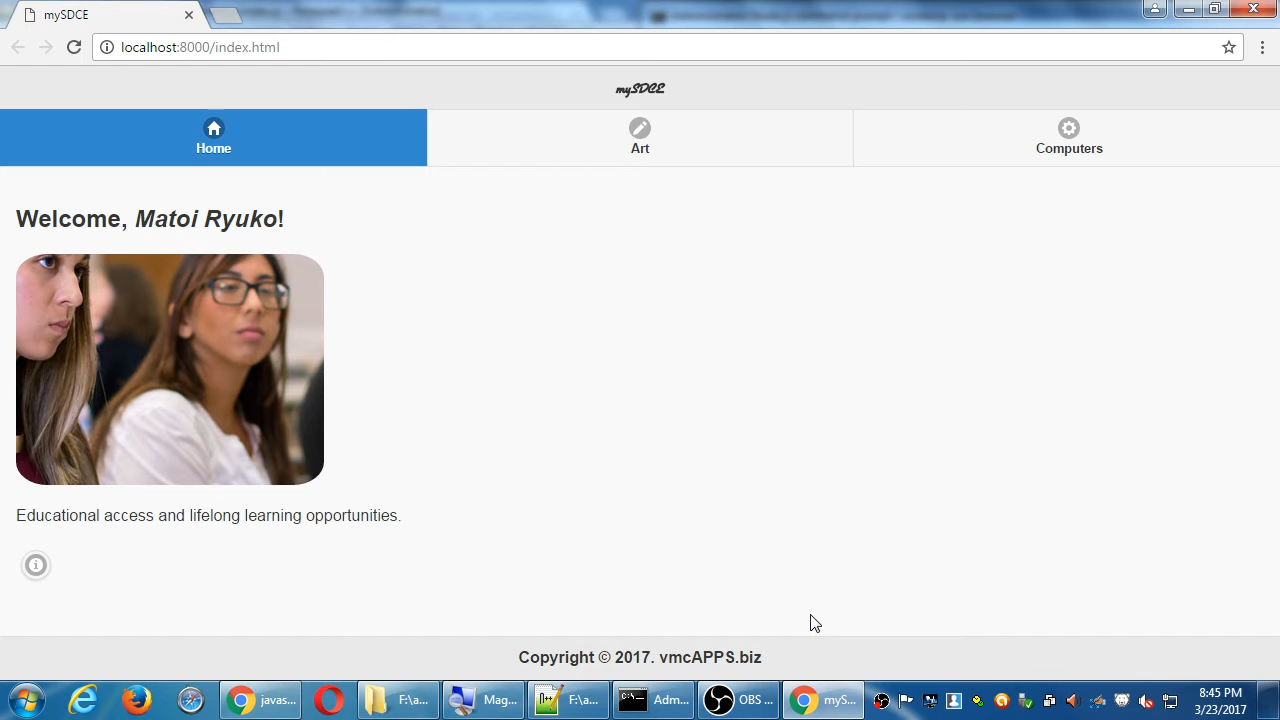 mySDCE
localhost:8000/index.html
mySDCE
Home
Art
Computers
Welcome, Matoi Ryuko!
Educational access and lifelong learning opportunities.
Copyright © 2017. vmcAPPS.biz
javas...
F:\a...
Mag...
F:\a...
Adm...
OBS ...
myS...
8:45 PM
3/23/2017